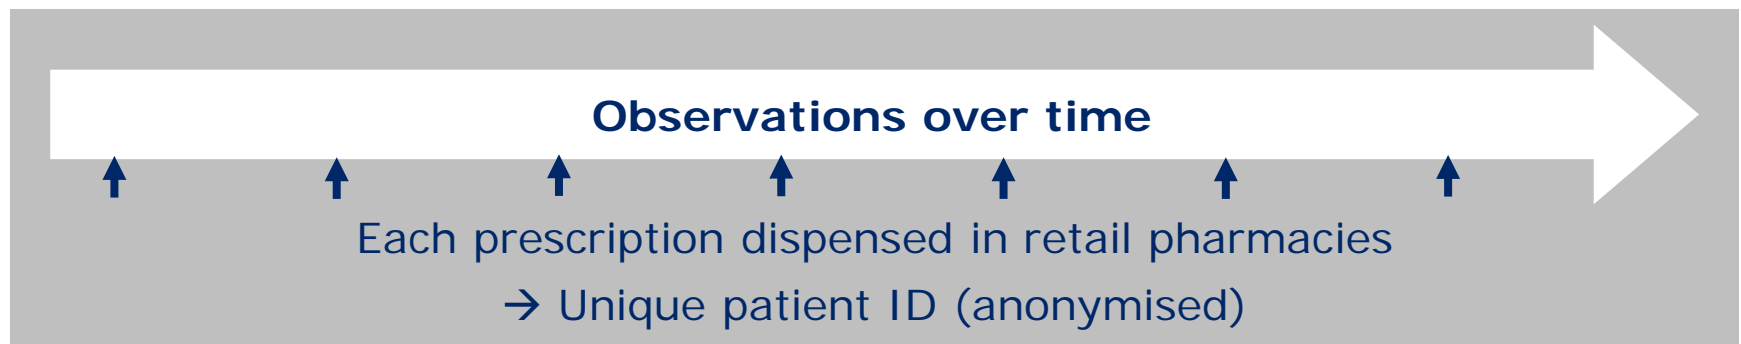 Observations over time
Each prescription dispensed in retail pharmacies
→ Unique patient ID (anonymised)